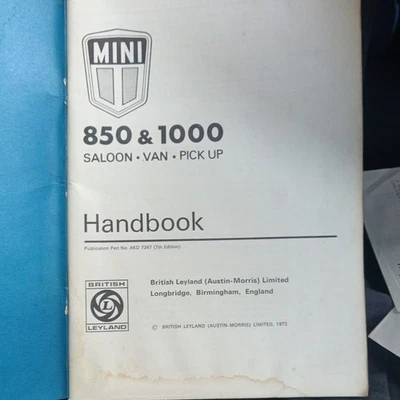 MINI
850 & 1000
SALOON • VAN • PICK UP
Handbook
Publication Part No. AKD 7367 (7th Edition)
BRITISH
L
LEYLAND
British Leyland (Austin-Morris) Limited
Longbridge, Birmingham, England
© BRITISH LEYLAND (AUSTIN-MORRIS) LIMITED, 1972